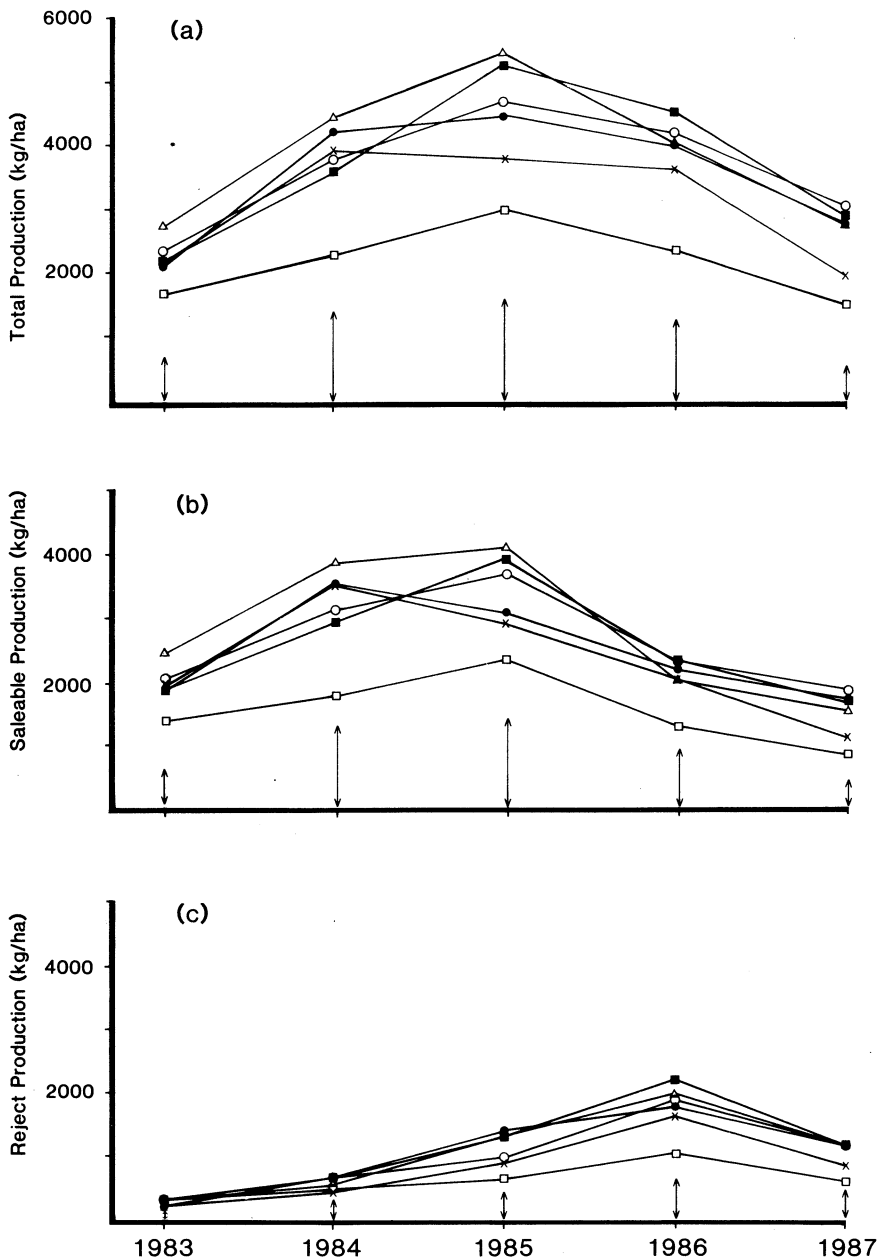 (a)
6000
4000
2000
Total Production (kg/ha)
(b)
4000
2000
Saleable Production (kg/ha)
(c)
4000
2000
Reject Production (kg/ha)
1983 1984 1985 1986 1987